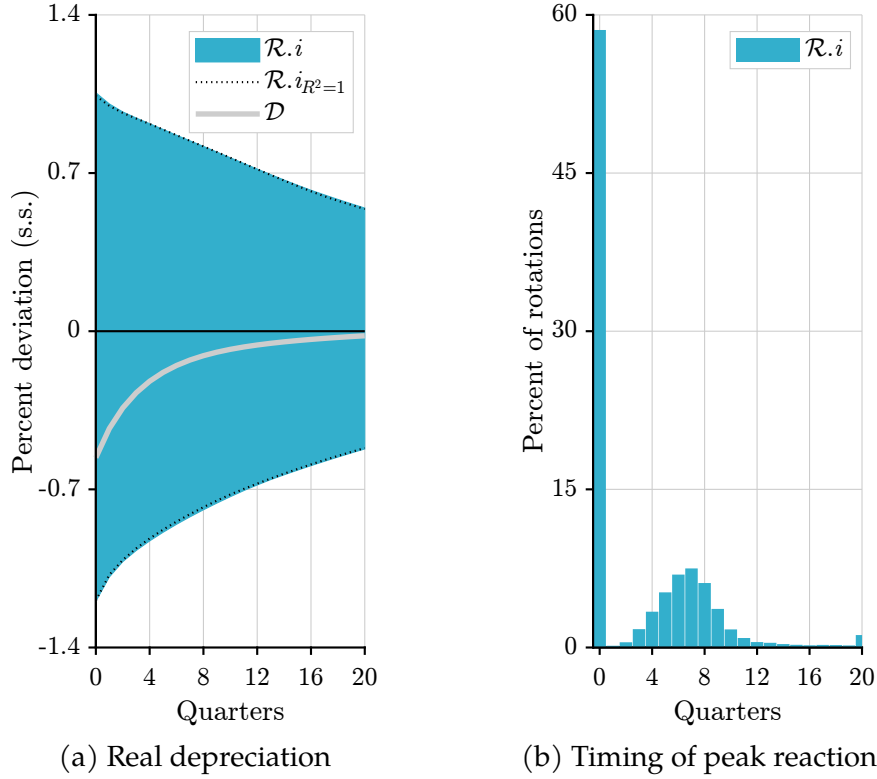 1.4
0.7
0
-0.7
-1.4
Percent deviation (s.s.)
ℛ.i
ℛ.i_{R²=1}
𝒟
0 4 8 12 16 20
Quarters
(a) Real depreciation
60
45
30
15
0
Percent of rotations
ℛ.i
0 4 8 12 16 20
Quarters
(b) Timing of peak reaction